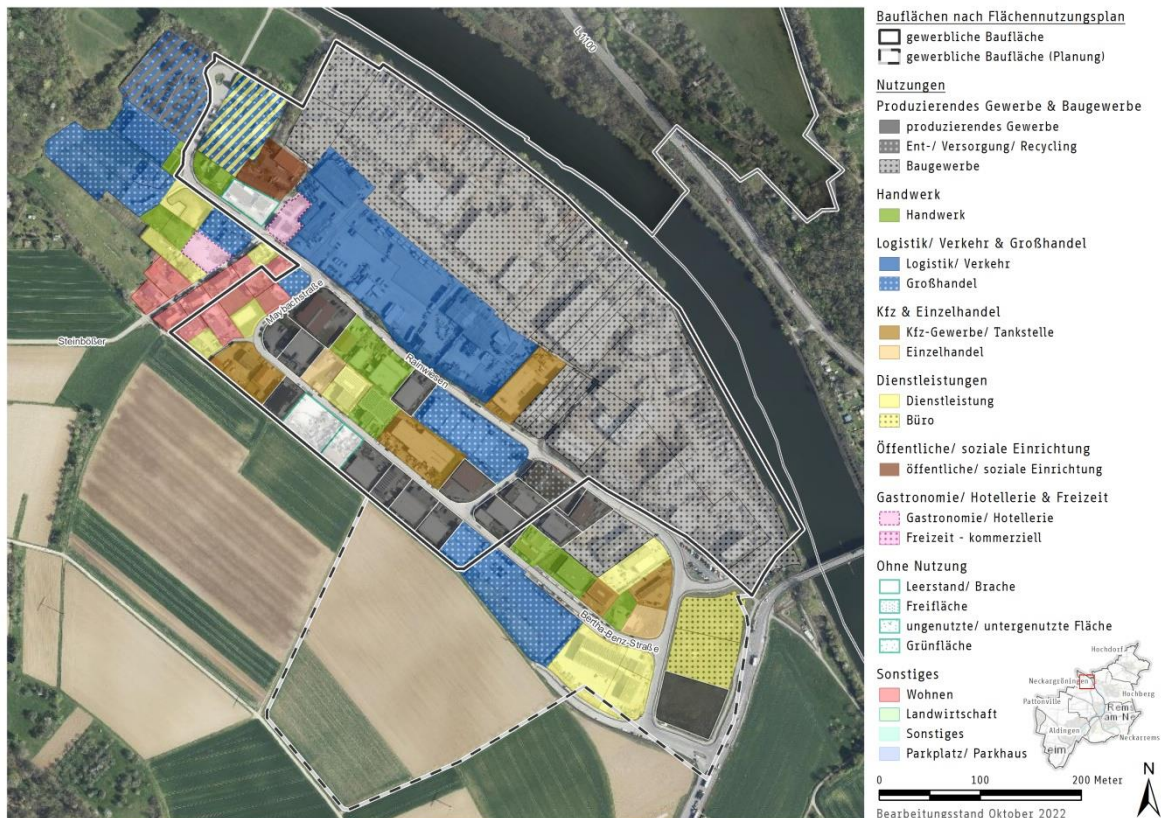 L 1100
Maybachstraße
Rainwiesen
Steinbößer
Bertha-Benz-Straße
Bauflächen nach Flächennutzungsplan
gewerbliche Baufläche
gewerbliche Baufläche (Planung)
Nutzungen
Produzierendes Gewerbe & Baugewerbe
produzierendes Gewerbe
Ent-/ Versorgung/ Recycling
Baugewerbe
Handwerk
Handwerk
Logistik/ Verkehr & Großhandel
Logistik/ Verkehr
Großhandel
Kfz & Einzelhandel
Kfz-Gewerbe/ Tankstelle
Einzelhandel
Dienstleistungen
Dienstleistung
Büro
Öffentliche/ soziale Einrichtung
öffentliche/ soziale Einrichtung
Gastronomie/ Hotellerie & Freizeit
Gastronomie/ Hotellerie
Freizeit - kommerziell
Ohne Nutzung
Leerstand/ Brache
Freifläche
ungenutzte/ untergenutzte Fläche
Grünfläche
Sonstiges
Wohnen
Landwirtschaft
Sonstiges
Parkplatz/ Parkhaus
Hochdorf
Neckargröningen
Hochberg
Pattonville
Rems
am-N
Aldingen
Neckarrems
eim
0 100 200 Meter
N
Bearbeitungsstand Oktober 2022